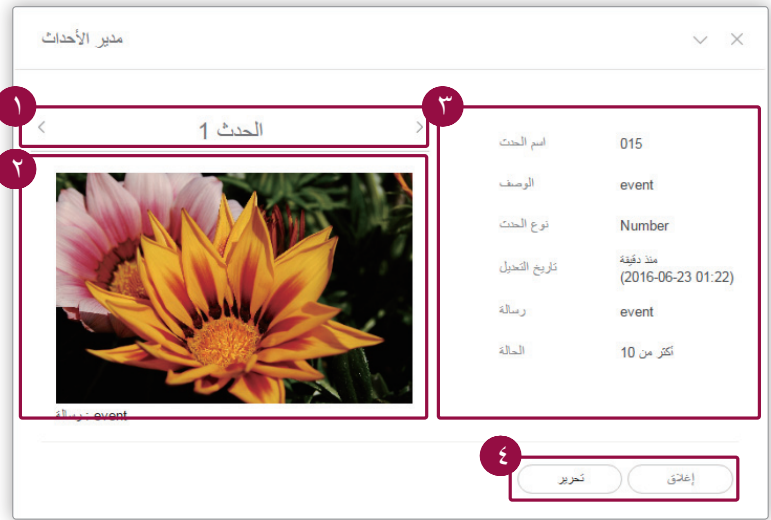 مدير الأحداث
١
الحدث 1
٢
رسالة : event
٣
اسم الحدث 015
الوصف event
نوع الحدث Number
تاريخ التعديل منذ دقيقة
(2016-06-23 01:22)
رسالة event
الحالة أكثر من 10
٤
تحرير إغلاق